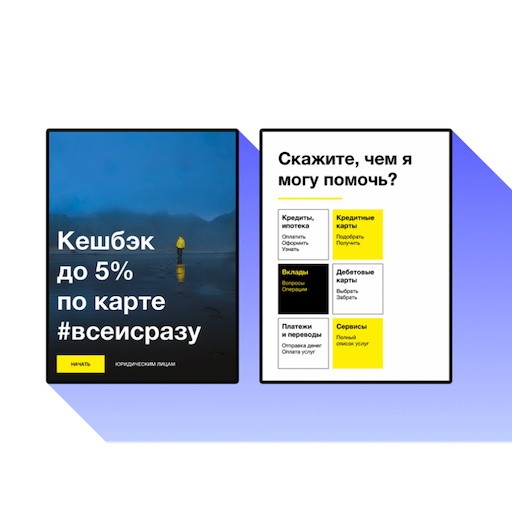 Кешбэк
до 5%
по карте
#всеисразу
НАЧАТЬ
ЮРИДИЧЕСКИМ ЛИЦАМ
Скажите, чем я
могу помочь?
Кредиты,
ипотека
Оплатить
Оформить
Узнать
Кредитные
карты
Подобрать
Получить
Вклады
Вопросы
Операции
Дебетовые
карты
Выбрать
Забрать
Платежи
и переводы
Отправка денег
Оплата услуг
Сервисы
Полный
список услуг